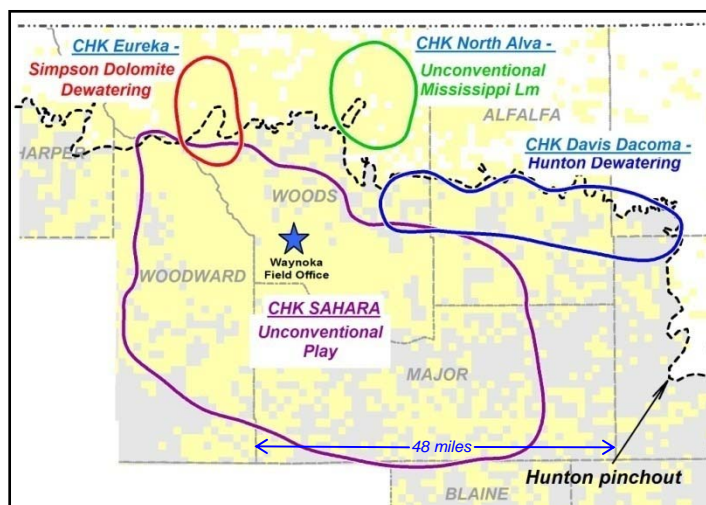 CHK Eureka -
Simpson Dolomite
Dewatering
CHK North Alva -
Unconventional
Mississippi Lm
ALFALFA
CHK Davis Dacoma -
Hunton Dewatering
HARPER
WOODS
Waynoka
Field Office
WOODWARD
CHK SAHARA
Unconventional
Play
MAJOR
48 miles
Hunton pinchout
BLAINE